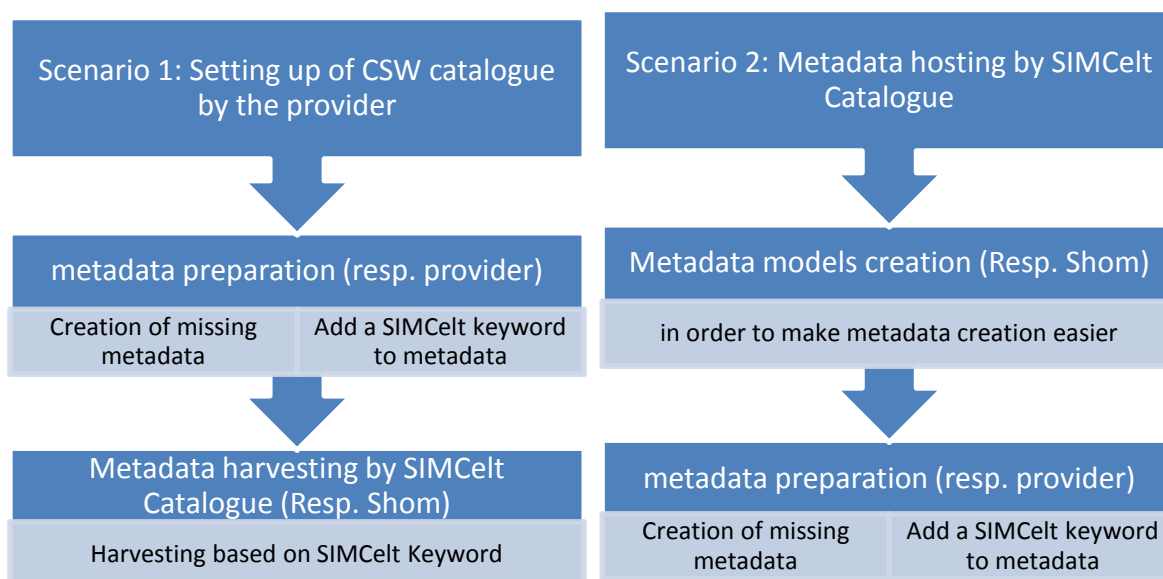 Scenario 1: Setting up of CSW catalogue
by the provider
metadata preparation (resp. provider)
Creation of missing
metadata
Add a SIMCelt keyword
to metadata
Metadata harvesting by SIMCelt
Catalogue (Resp. Shom)
Harvesting based on SIMCelt Keyword
Scenario 2: Metadata hosting by SIMCelt
Catalogue
Metadata models creation (Resp. Shom)
in order to make metadata creation easier
metadata preparation (resp. provider)
Creation of missing
metadata
Add a SIMCelt keyword
to metadata